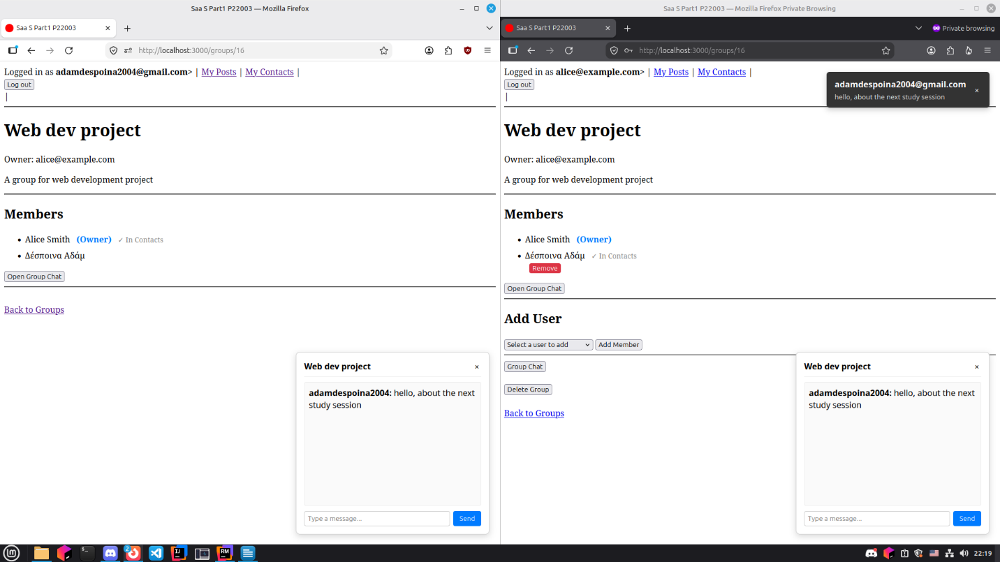 Saa S Part1 P22003 — Mozilla Firefox
Saa S Part1 P22003
http://localhost:3000/groups/16
Logged in as adamdespoina2004@gmail.com> | My Posts | My Contacts |
Log out
|
Web dev project
Owner: alice@example.com
A group for web development project
Members
Alice Smith (Owner) ✓ In Contacts
Δέσποινα Αδάμ
Open Group Chat
Back to Groups
Web dev project ×
adamdespoina2004: hello, about the next
study session
Type a message...
Send
Saa S Part1 P22003 — Mozilla Firefox Private Browsing
Saa S Part1 P22003
Private browsing
http://localhost:3000/groups/16
Logged in as alice@example.com> | My Posts | My Contacts |
Log out
|
adamdespoina2004@gmail.com
hello, about the next study session
×
Web dev project
Owner: alice@example.com
A group for web development project
Members
Alice Smith (Owner)
Δέσποινα Αδάμ ✓ In Contacts
Remove
Open Group Chat
Add User
Select a user to add
Add Member
Group Chat
Delete Group
Back to Groups
Web dev project ×
adamdespoina2004: hello, about the next
study session
Type a message...
Send
2
IJ
RM
22:19